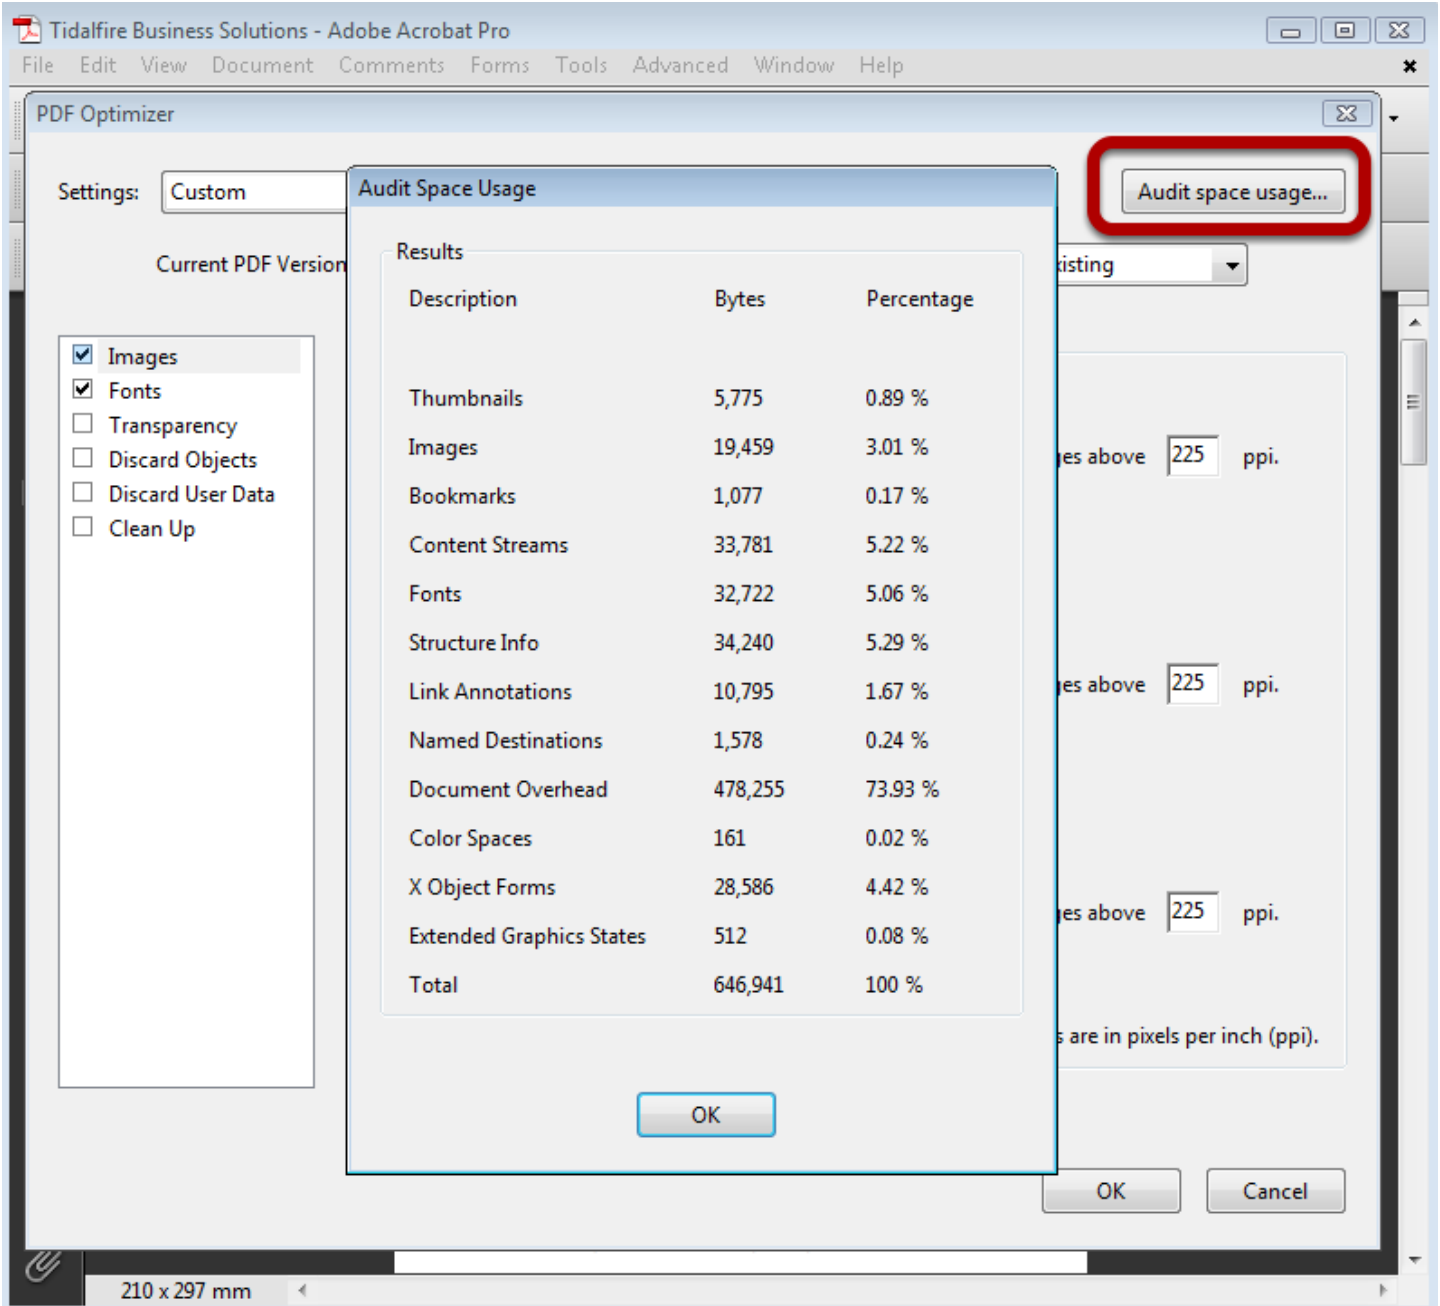 Tidalfire Business Solutions - Adobe Acrobat Pro
File Edit View Document Comments Forms Tools Advanced Window Help
PDF Optimizer
Settings: Custom
Audit space usage...
Current PDF Version
xisting
Images
Fonts
Transparency
Discard Objects
Discard User Data
Clean Up
Audit Space Usage
Results
Description Bytes Percentage
Thumbnails 5,775 0.89 %
Images 19,459 3.01 %
Bookmarks 1,077 0.17 %
Content Streams 33,781 5.22 %
Fonts 32,722 5.06 %
Structure Info 34,240 5.29 %
Link Annotations 10,795 1.67 %
Named Destinations 1,578 0.24 %
Document Overhead 478,255 73.93 %
Color Spaces 161 0.02 %
X Object Forms 28,586 4.42 %
Extended Graphics States 512 0.08 %
Total 646,941 100 %
OK
ges above 225 ppi.
ges above 225 ppi.
ges above 225 ppi.
s are in pixels per inch (ppi).
OK Cancel
210 x 297 mm